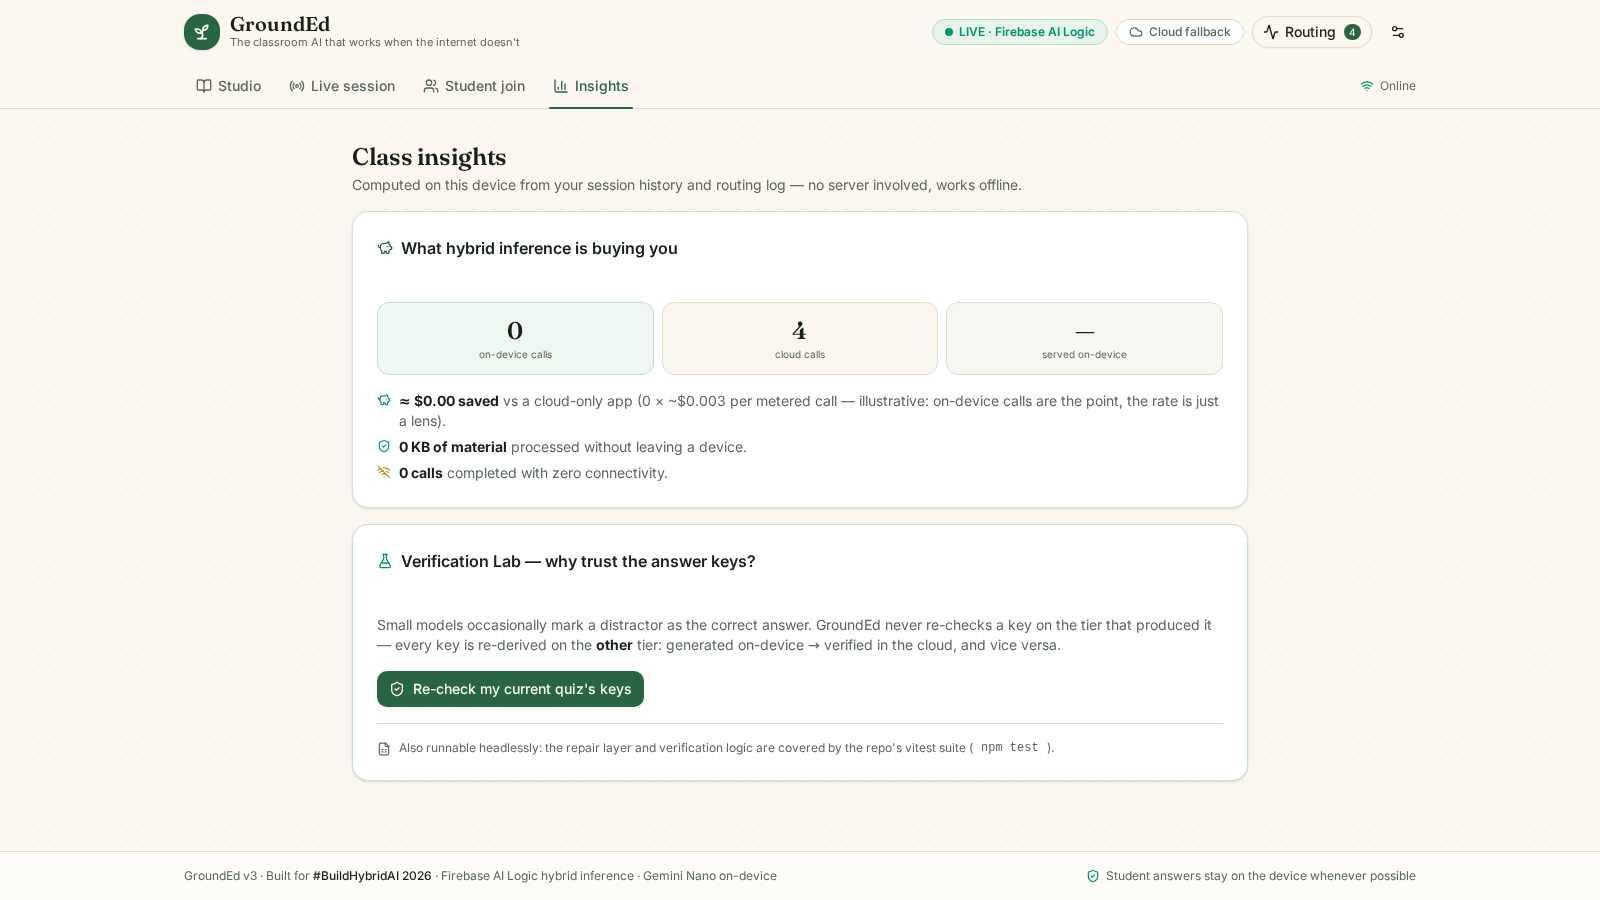 GroundEd
The classroom AI that works when the internet doesn't
LIVE · Firebase AI Logic
Cloud fallback
Routing 4
Studio
Live session
Student join
Insights
Online
Class insights
Computed on this device from your session history and routing log — no server involved, works offline.
What hybrid inference is buying you
0
on-device calls
4
cloud calls
—
served on-device
≈ $0.00 saved vs a cloud-only app (0 × ~$0.003 per metered call — illustrative: on-device calls are the point, the rate is just
a lens).
0 KB of material processed without leaving a device.
0 calls completed with zero connectivity.
Verification Lab — why trust the answer keys?
Small models occasionally mark a distractor as the correct answer. GroundEd never re-checks a key on the tier that produced it
— every key is re-derived on the other tier: generated on-device → verified in the cloud, and vice versa.
Re-check my current quiz's keys
Also runnable headlessly: the repair layer and verification logic are covered by the repo's vitest suite ( npm test ).
GroundEd v3 · Built for #BuildHybridAI 2026 · Firebase AI Logic hybrid inference · Gemini Nano on-device
Student answers stay on the device whenever possible